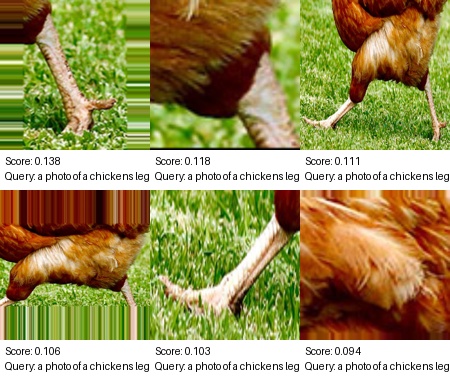 Score: 0.138
Query: a photo of a chickens leg
Score: 0.118
Query: a photo of a chickens leg
Score: 0.111
Query: a photo of a chickens leg
Score: 0.106
Query: a photo of a chickens leg
Score: 0.103
Query: a photo of a chickens leg
Score: 0.094
Query: a photo of a chickens leg